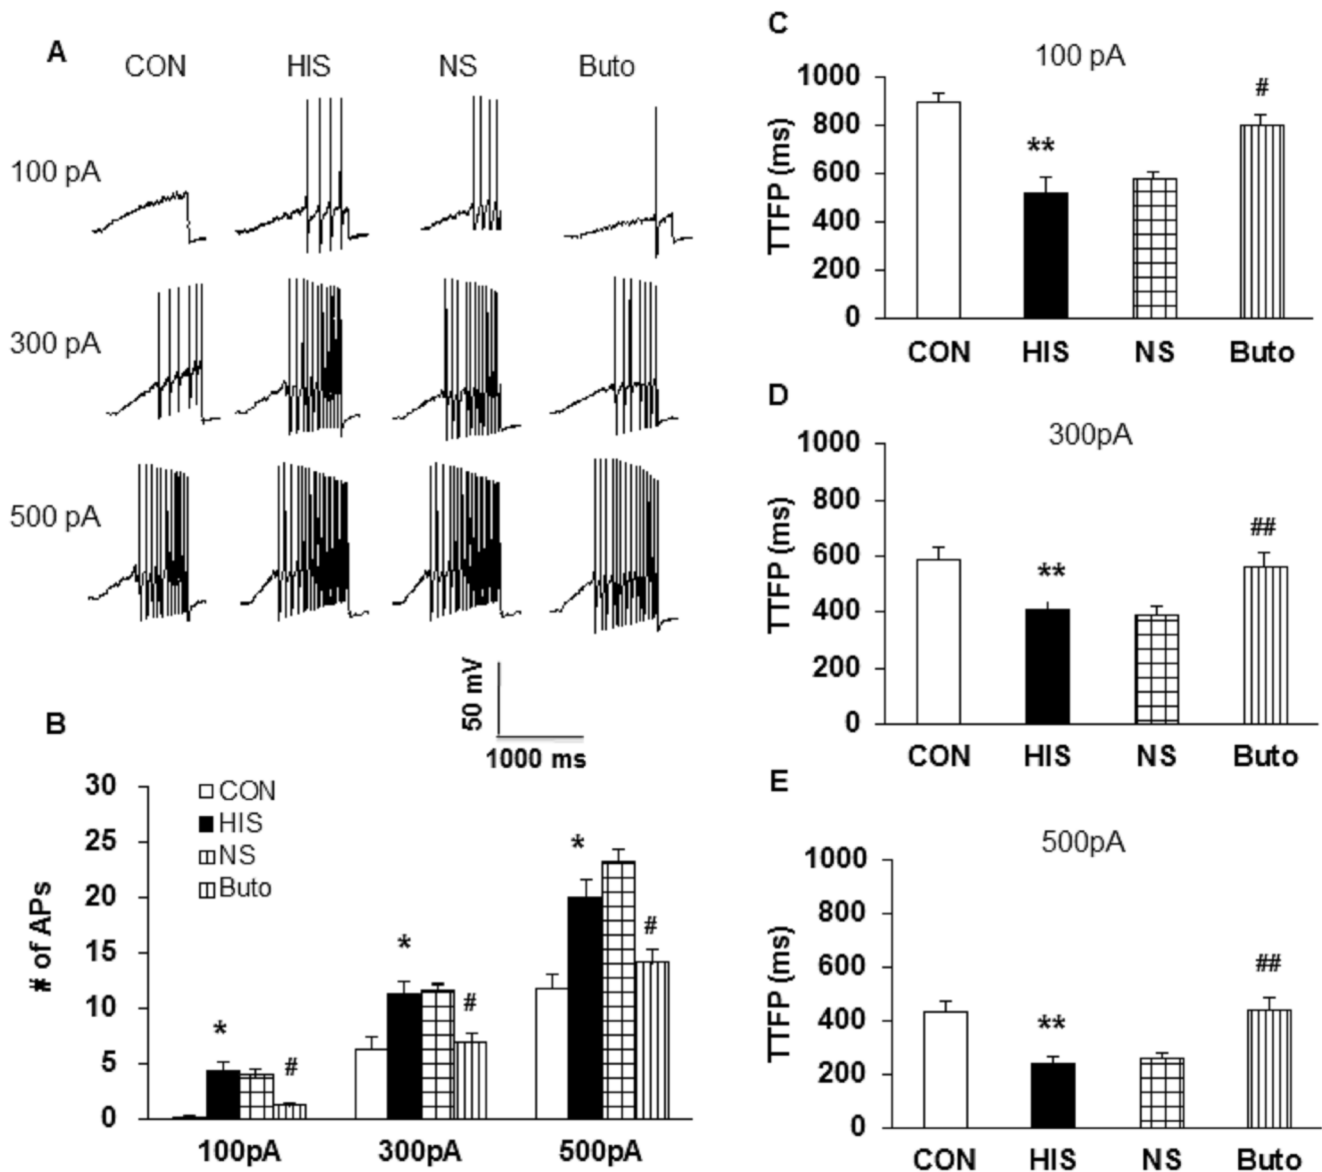 A
CON HIS NS Buto
100 pA
300 pA
500 pA
50 mV
1000 ms
B
30
25
20
15
10
5
0
# of APs
CON
HIS
NS
Buto
* #
* #
* #
100pA 300pA 500pA
C
100 pA
1000
800
600
400
200
0
TTFP (ms)
**
#
CON HIS NS Buto
D
300pA
1000
800
600
400
200
0
TTFP (ms)
**
##
CON HIS NS Buto
E
500pA
1000
800
600
400
200
0
TTFP (ms)
**
##
CON HIS NS Buto